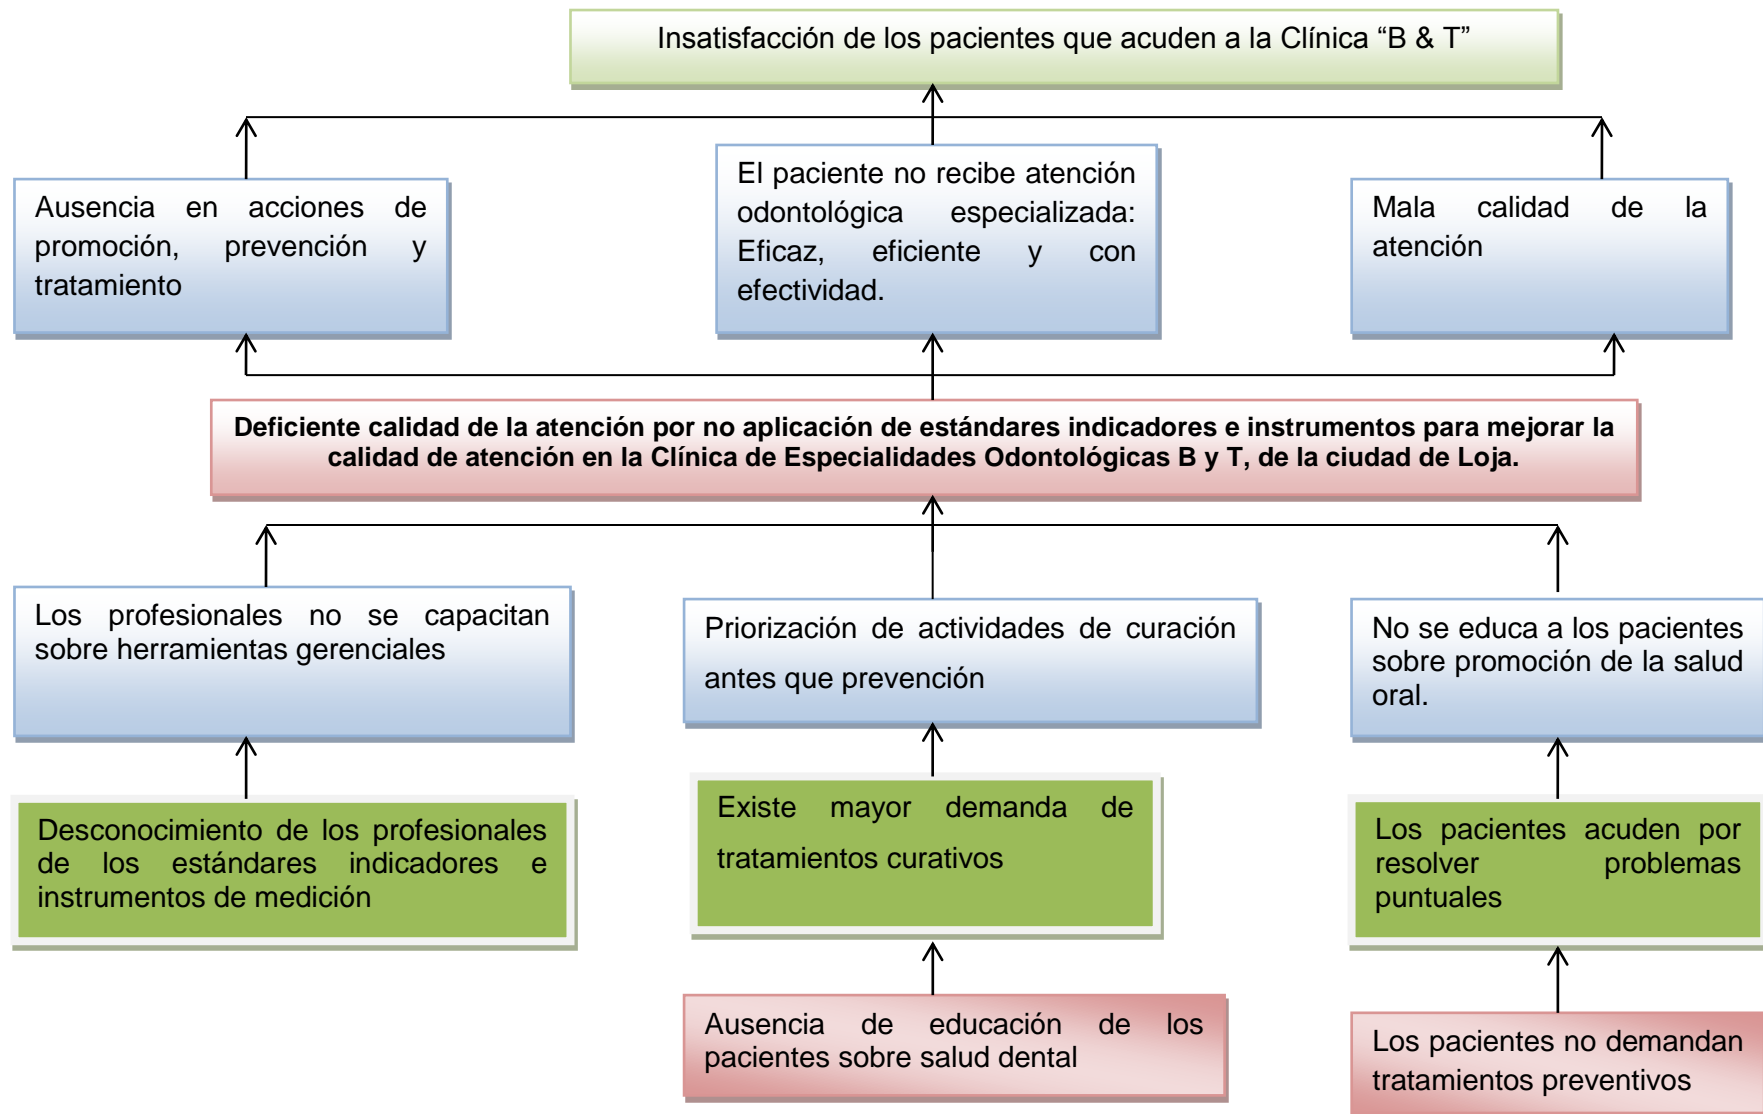 Insatisfacción de los pacientes que acuden a la Clínica “B & T”
Ausencia en acciones de
promoción, prevención y
tratamiento
El paciente no recibe atención
odontológica especializada:
Eficaz, eficiente y con
efectividad.
Mala calidad de la
atención
Deficiente calidad de la atención por no aplicación de estándares indicadores e instrumentos para mejorar la
calidad de atención en la Clínica de Especialidades Odontológicas B y T, de la ciudad de Loja.
Los profesionales no se capacitan
sobre herramientas gerenciales
Priorización de actividades de curación
antes que prevención
No se educa a los pacientes
sobre promoción de la salud
oral.
Desconocimiento de los profesionales
de los estándares indicadores e
instrumentos de medición
Existe mayor demanda de
tratamientos curativos
Los pacientes acuden por
resolver problemas
puntuales
Ausencia de educación de los
pacientes sobre salud dental
Los pacientes no demandan
tratamientos preventivos